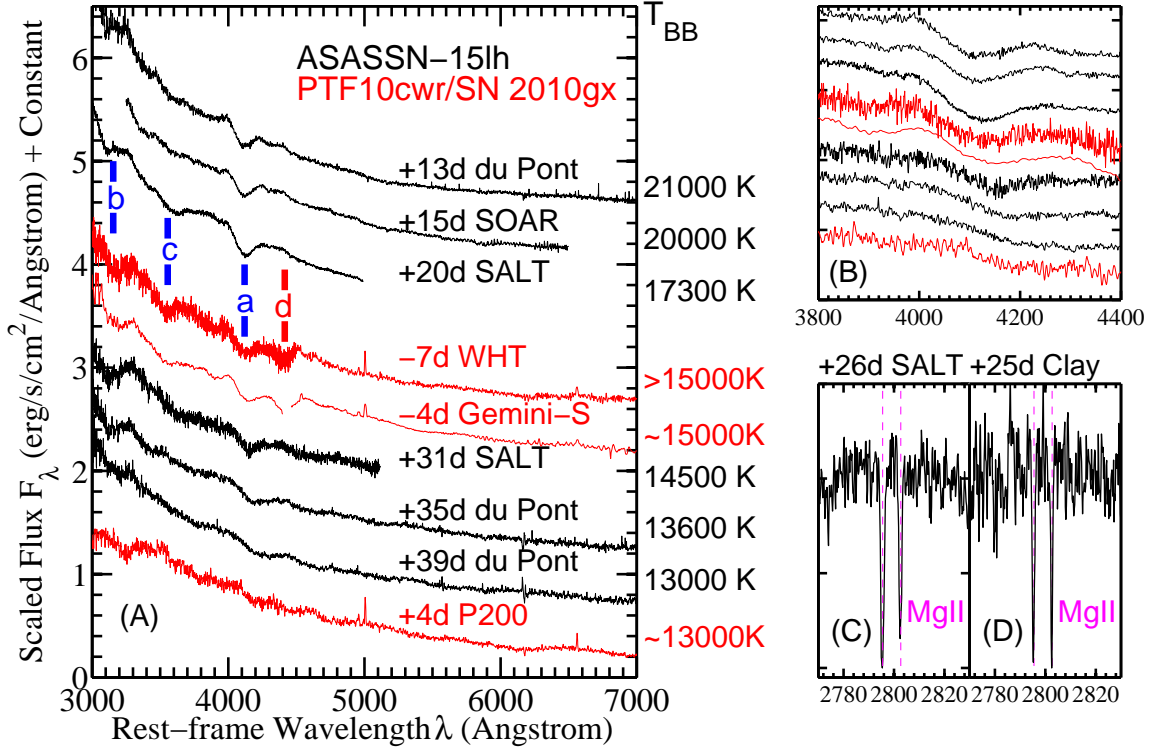 Scaled Flux Fλ (erg/s/cm²/Angstrom) + Constant
6
5
4
3
2
1
0
ASASSN−15lh
PTF10cwr/SN 2010gx
+13d du Pont
+15d SOAR
+20d SALT
−7d WHT
−4d Gemini−S
+31d SALT
+35d du Pont
+39d du Pont
+4d P200
b
c
a
d
(A)
3000 4000 5000 6000 7000
Rest−frame Wavelength λ (Angstrom)
T_BB
21000 K
20000 K
17300 K
>15000K
~15000K
14500 K
13600 K
13000 K
~13000K
(B)
3800 4000 4200 4400
+26d SALT +25d Clay
(C) MgII (D) MgII
2780 2800 2820 2780 2800 2820